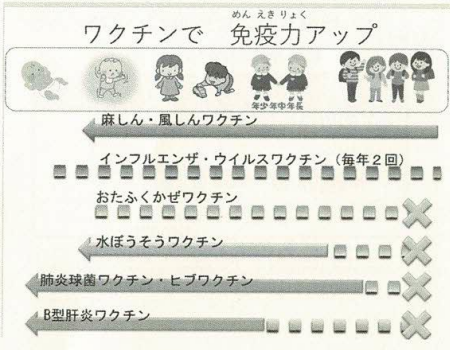 めん えき りょく
ワクチンで 免疫力アップ
年少年中年長
麻しん・風しんワクチン
インフルエンザ・ウイルスワクチン（毎年２回）
おたふくかぜワクチン
水ぼうそうワクチン
肺炎球菌ワクチン・ヒブワクチン
B型肝炎ワクチン